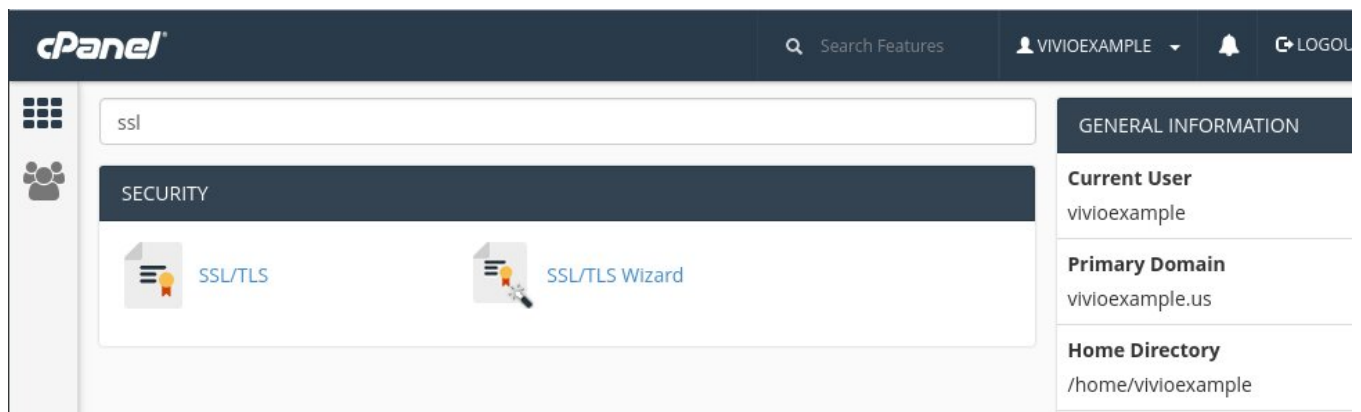 cPanel
Search Features
VIVIOEXAMPLE
LOGOU
ssl
GENERAL INFORMATION
SECURITY
Current User
vivioexample
SSL/TLS
SSL/TLS Wizard
Primary Domain
vivioexample.us
Home Directory
/home/vivioexample